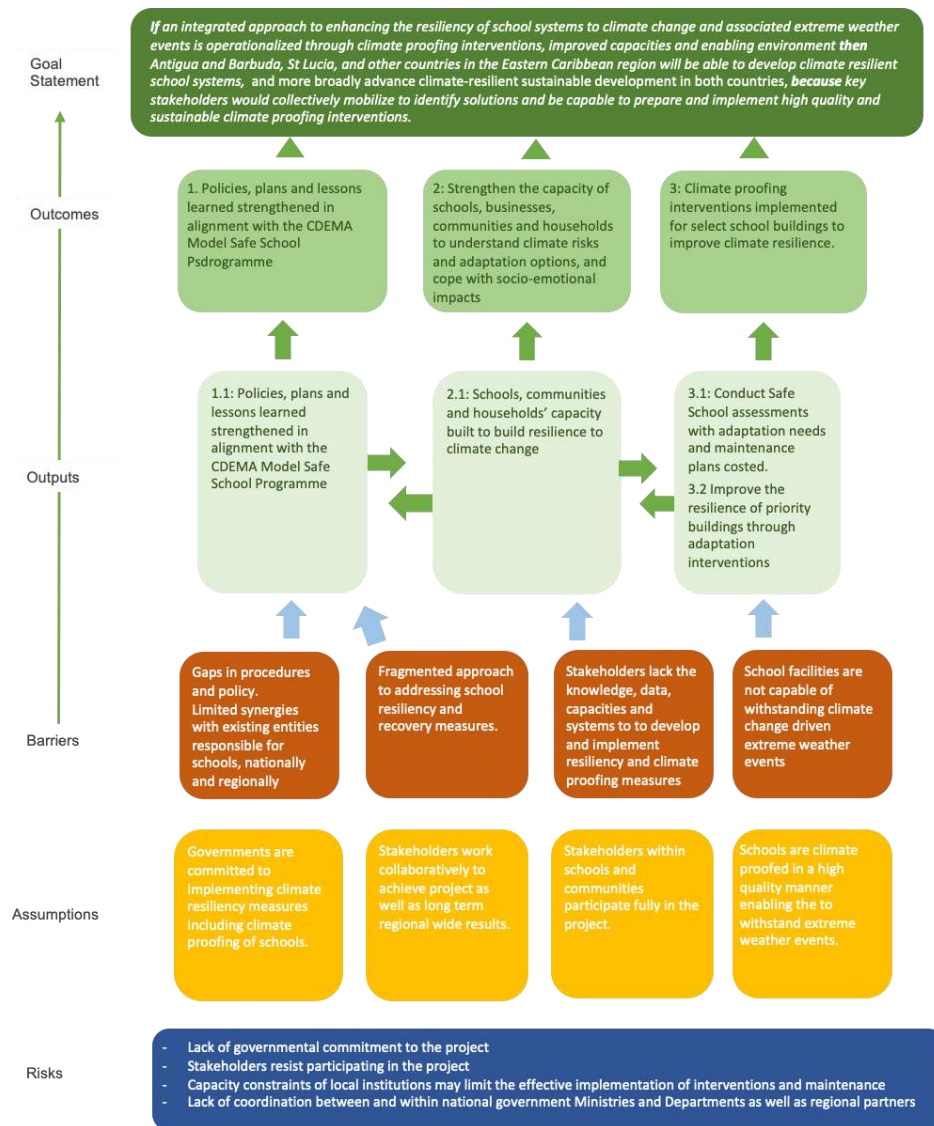 If an integrated approach to enhancing the resiliency of school systems to climate change and associated extreme weather
events is operationalized through climate proofing interventions, improved capacities and enabling environment then
Antigua and Barbuda, St Lucia, and other countries in the Eastern Caribbean region will be able to develop climate resilient
school systems, and more broadly advance climate-resilient sustainable development in both countries, because key
stakeholders would collectively mobilize to identify solutions and be capable to prepare and implement high quality and
sustainable climate proofing interventions.
Goal
Statement
Outcomes
1. Policies, plans and lessons
learned strengthened in
alignment with the CDEMA
Model Safe School
Psdrogramme
2: Strengthen the capacity of
schools, businesses,
communities and households
to understand climate risks
and adaptation options, and
cope with socio-emotional
impacts
3: Climate proofing
interventions implemented
for select school buildings to
improve climate resilience.
Outputs
1.1: Policies, plans and
lessons learned
strengthened in
alignment with the
CDEMA Model Safe
School Programme
2.1: Schools, communities
and households' capacity
built to build resilience to
climate change
3.1: Conduct Safe
School assessments
with adaptation needs
and maintenance
plans costed.
3.2 Improve the
resilience of priority
buildings through
adaptation
interventions
Barriers
Gaps in procedures
and policy.
Limited synergies
with existing entities
responsible for
schools, nationally
and regionally
Fragmented approach
to addressing school
resiliency and
recovery measures.
Stakeholders lack the
knowledge, data,
capacities and
systems to to develop
and implement
resiliency and climate
proofing measures
School facilities are
not capable of
withstanding climate
change driven
extreme weather
events
Assumptions
Governments are
committed to
implementing climate
resiliency measures
including climate
proofing of schools.
Stakeholders work
collaboratively to
achieve project as
well as long term
regional wide results.
Stakeholders within
schools and
communities
participate fully in the
project.
Schools are climate
proofed in a high
quality manner
enabling the to
withstand extreme
weather events.
Risks
- Lack of governmental commitment to the project
- Stakeholders resist participating in the project
- Capacity constraints of local institutions may limit the effective implementation of interventions and maintenance
- Lack of coordination between and within national government Ministries and Departments as well as regional partners